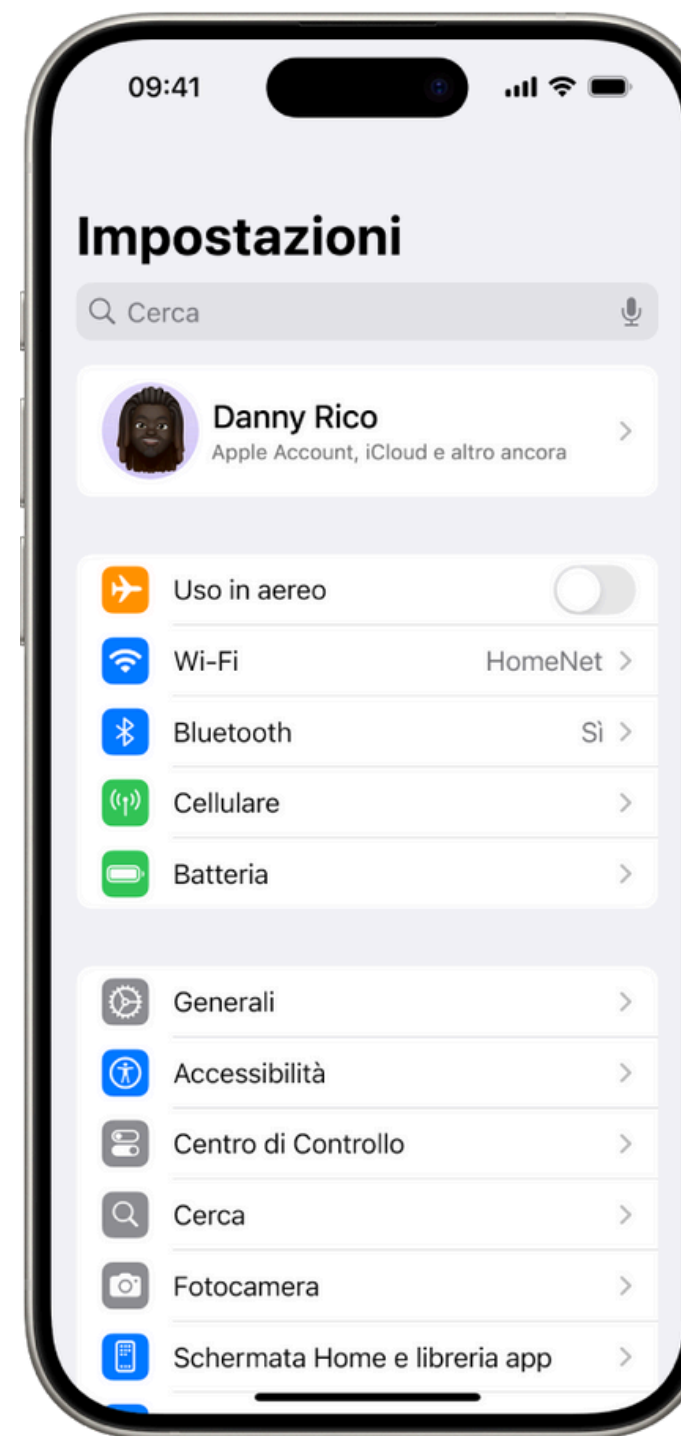 09:41
Impostazioni
Cerca
Danny Rico
Apple Account, iCloud e altro ancora
Uso in aereo
Wi-Fi HomeNet
Bluetooth Sì
Cellulare
Batteria
Generali
Accessibilità
Centro di Controllo
Cerca
Fotocamera
Schermata Home e libreria app